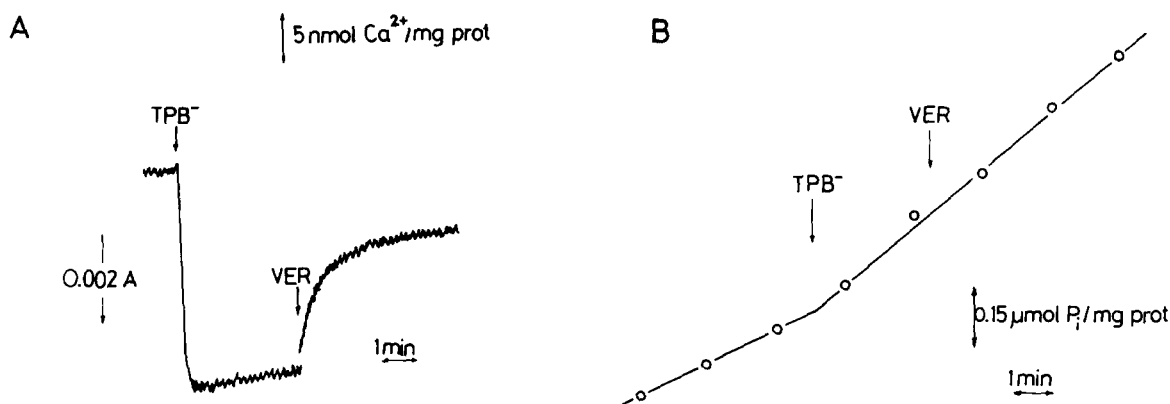 A
5 nmol Ca²⁺/mg prot
TPB⁻
0.002 A
VER
1 min
B
VER
TPB⁻
0.15 µmol Pᵢ/mg prot
1 min